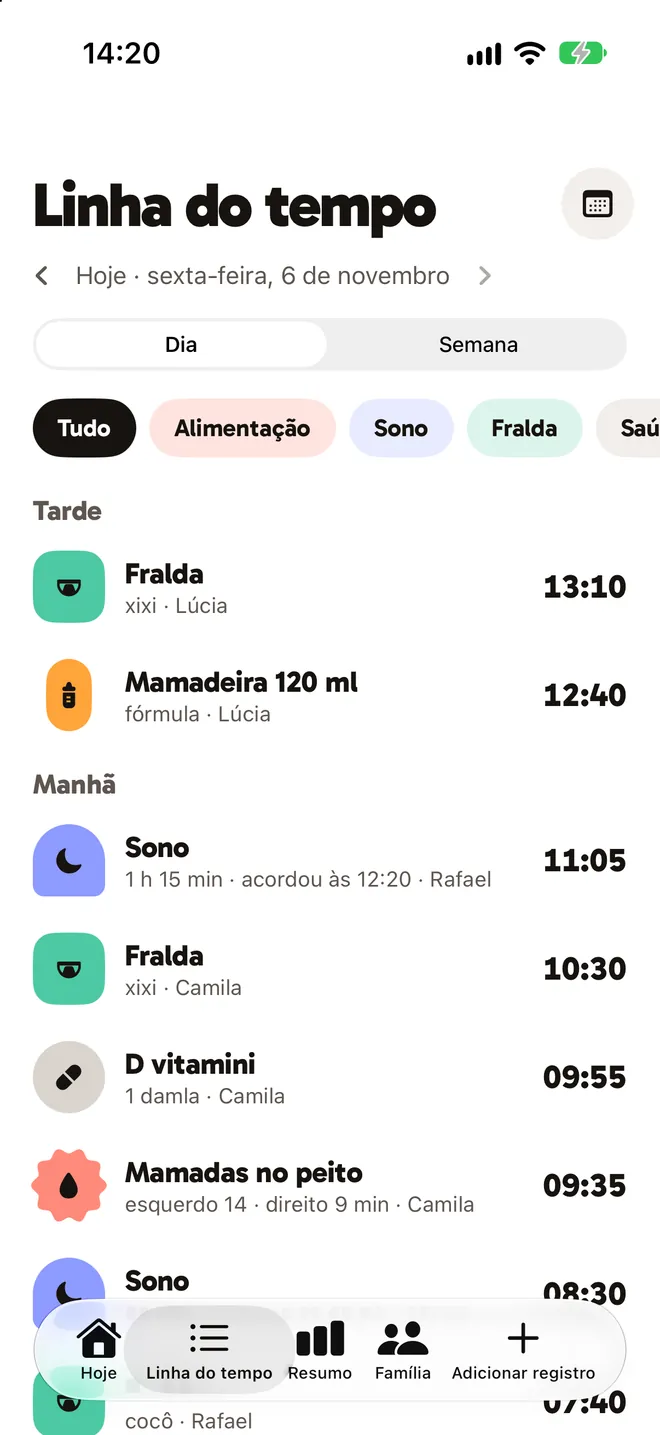 14:20
Linha do tempo
Hoje · sexta-feira, 6 de novembro
Dia
Semana
Tudo
Alimentação
Sono
Fralda
Saú
Tarde
Fralda
xixi · Lúcia
13:10
Mamadeira 120 ml
fórmula · Lúcia
12:40
Manhã
Sono
1 h 15 min · acordou às 12:20 · Rafael
11:05
Fralda
xixi · Camila
10:30
D vitamini
1 damla · Camila
09:55
Mamadas no peito
esquerdo 14 · direito 9 min · Camila
09:35
Sono
08:30
07:40
cocô · Rafael
Hoje
Linha do tempo
Resumo
Família
Adicionar registro